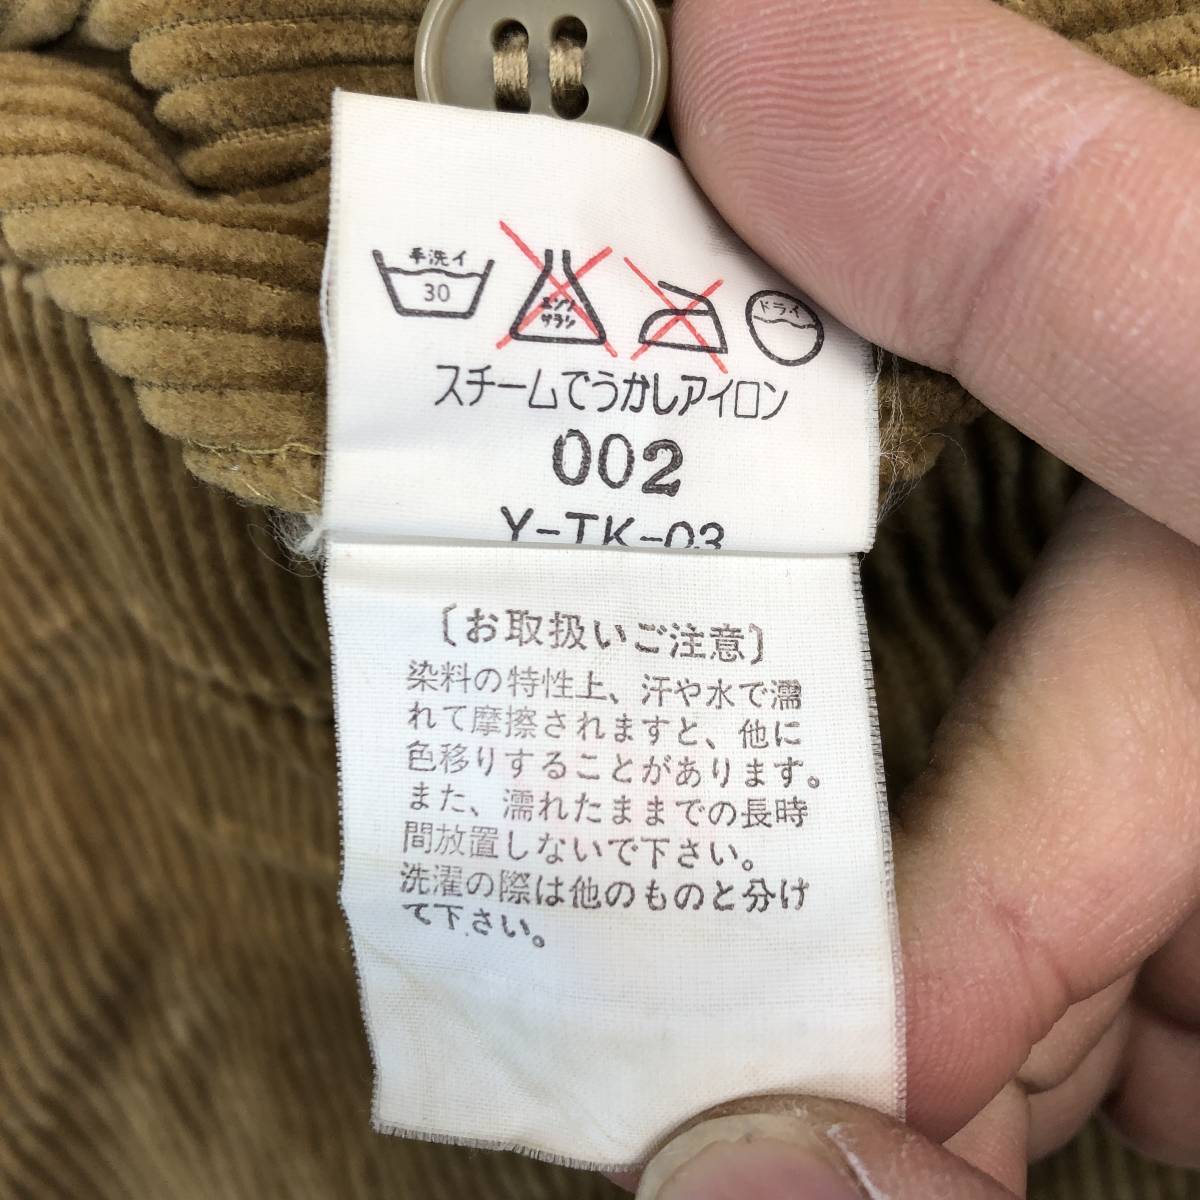 手洗イ
30
エンソ
サラシ
ドライ
スチームでうかしアイロン
002
Y-TK-03
〔お取扱いご注意〕
染料の特性上、汗や水で濡
れて摩擦されますと、他に
色移りすることがあります。
また、濡れたままでの長時
間放置しないで下さい。
洗濯の際は他のものと分け
て下さい。